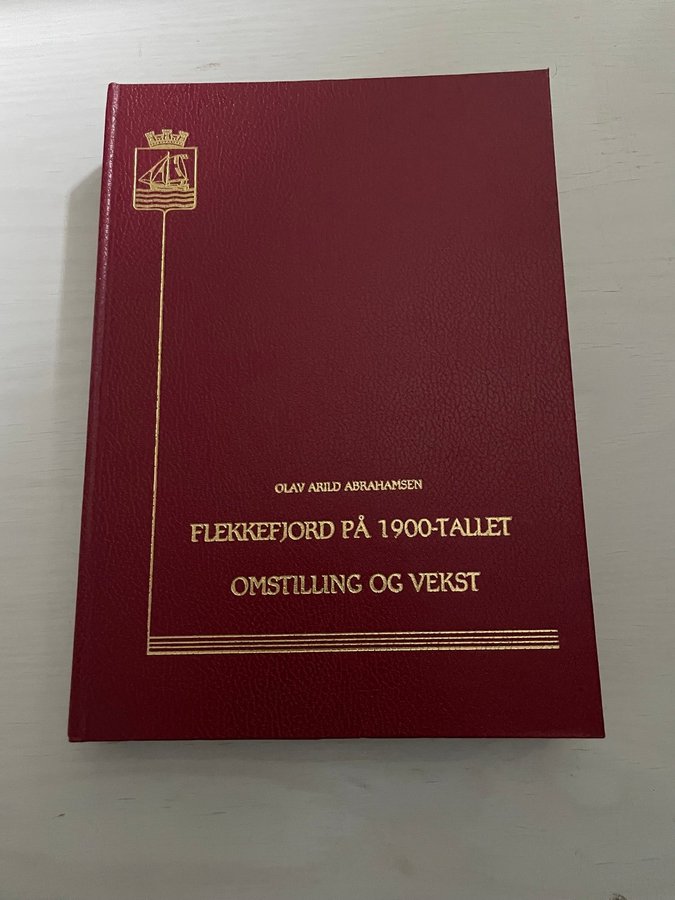 OLAV ARILD ABRAHAMSEN
FLEKKEFJORD PÅ 1900-TALLET
OMSTILLING OG VEKST